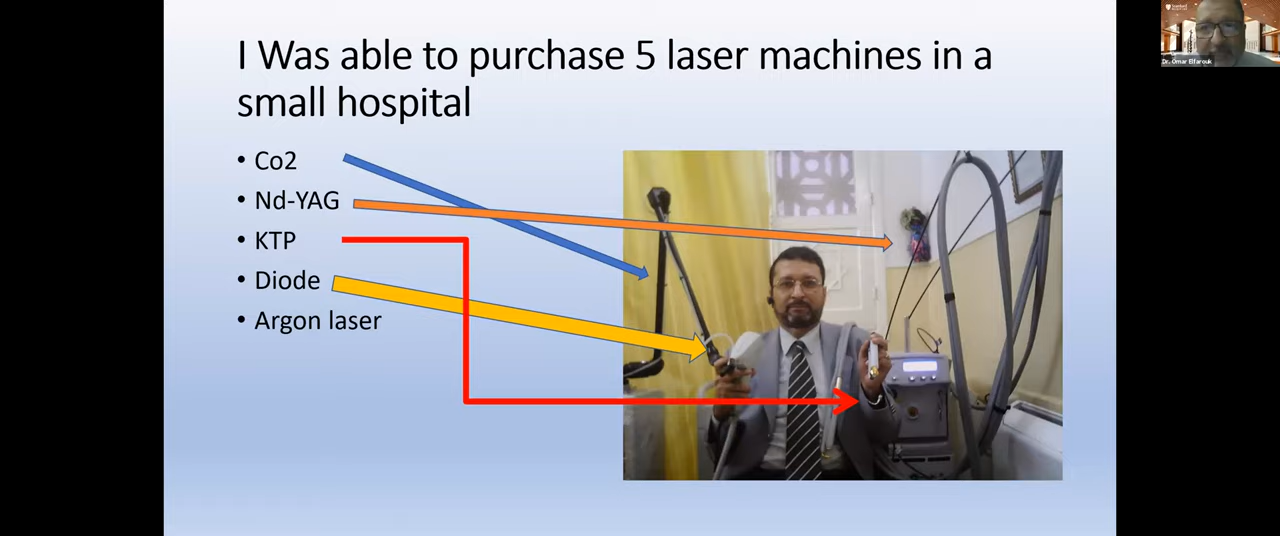 I Was able to purchase 5 laser machines in a
small hospital
• Co2
• Nd-YAG
• KTP
• Diode
• Argon laser
Dr. Omar Elfarouk